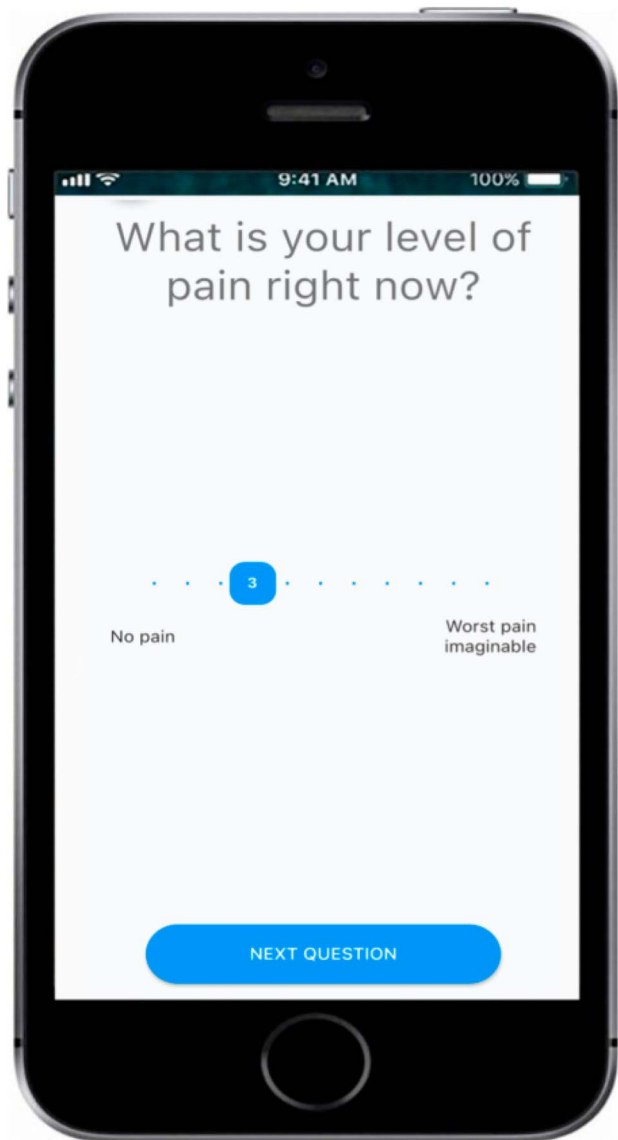 9:41 AM 100%
What is your level of
pain right now?
3
No pain
Worst pain
imaginable
NEXT QUESTION